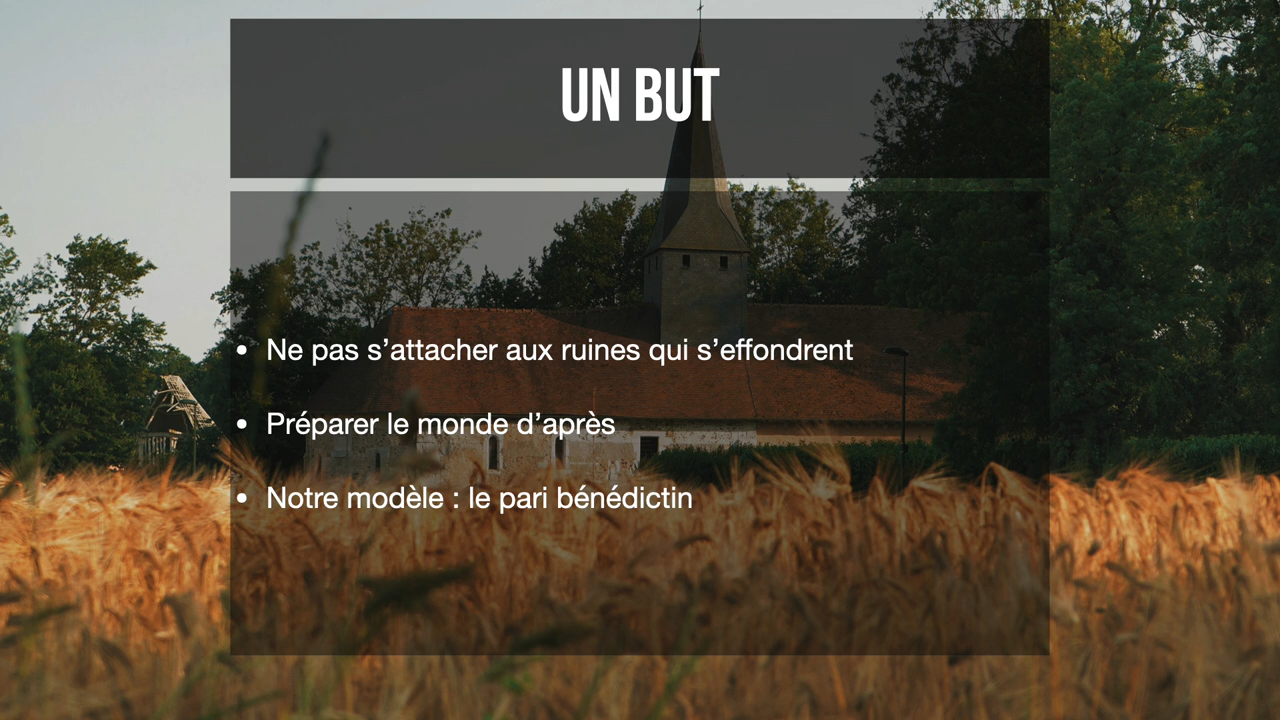 UN BUT
• Ne pas s’attacher aux ruines qui s’effondrent
• Préparer le monde d’après
• Notre modèle : le pari bénédictin